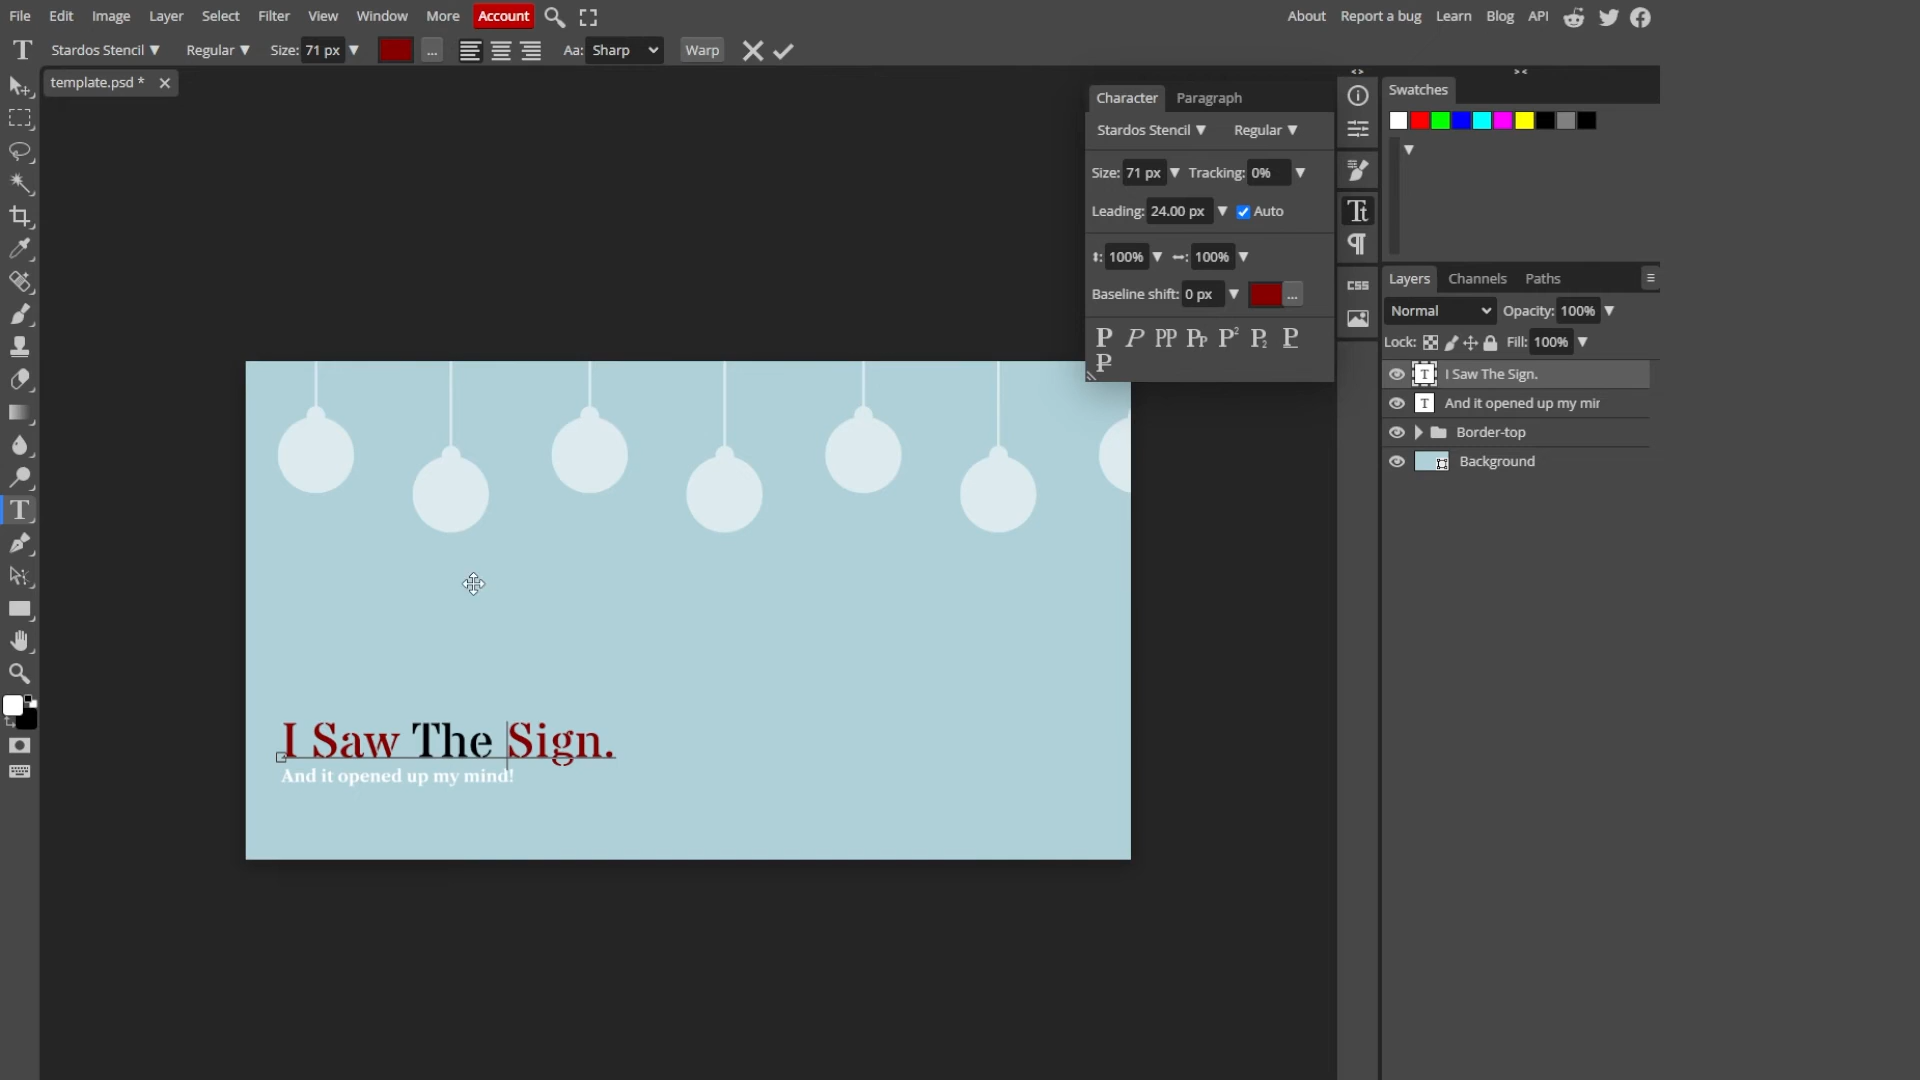 File Edit Image Layer Select Filter View Window More Account About Report a bug Learn Blog API
Stardos Stencil ▼ Regular ▼ Size: 71 px ▼ ... Aa: Sharp Warp
template.psd *
Character Paragraph
Stardos Stencil ▼ Regular ▼
Size: 71 px ▼ Tracking: 0% ▼
Leading: 24.00 px ▼ Auto
100% ▼ 100% ▼
Baseline shift: 0 px ▼ ...
CSS
Swatches
Layers Channels Paths
Normal Opacity: 100% ▼
Lock: Fill: 100% ▼
I Saw The Sign.
And it opened up my mir
Border-top
Background
I Saw The Sign.
And it opened up my mind!